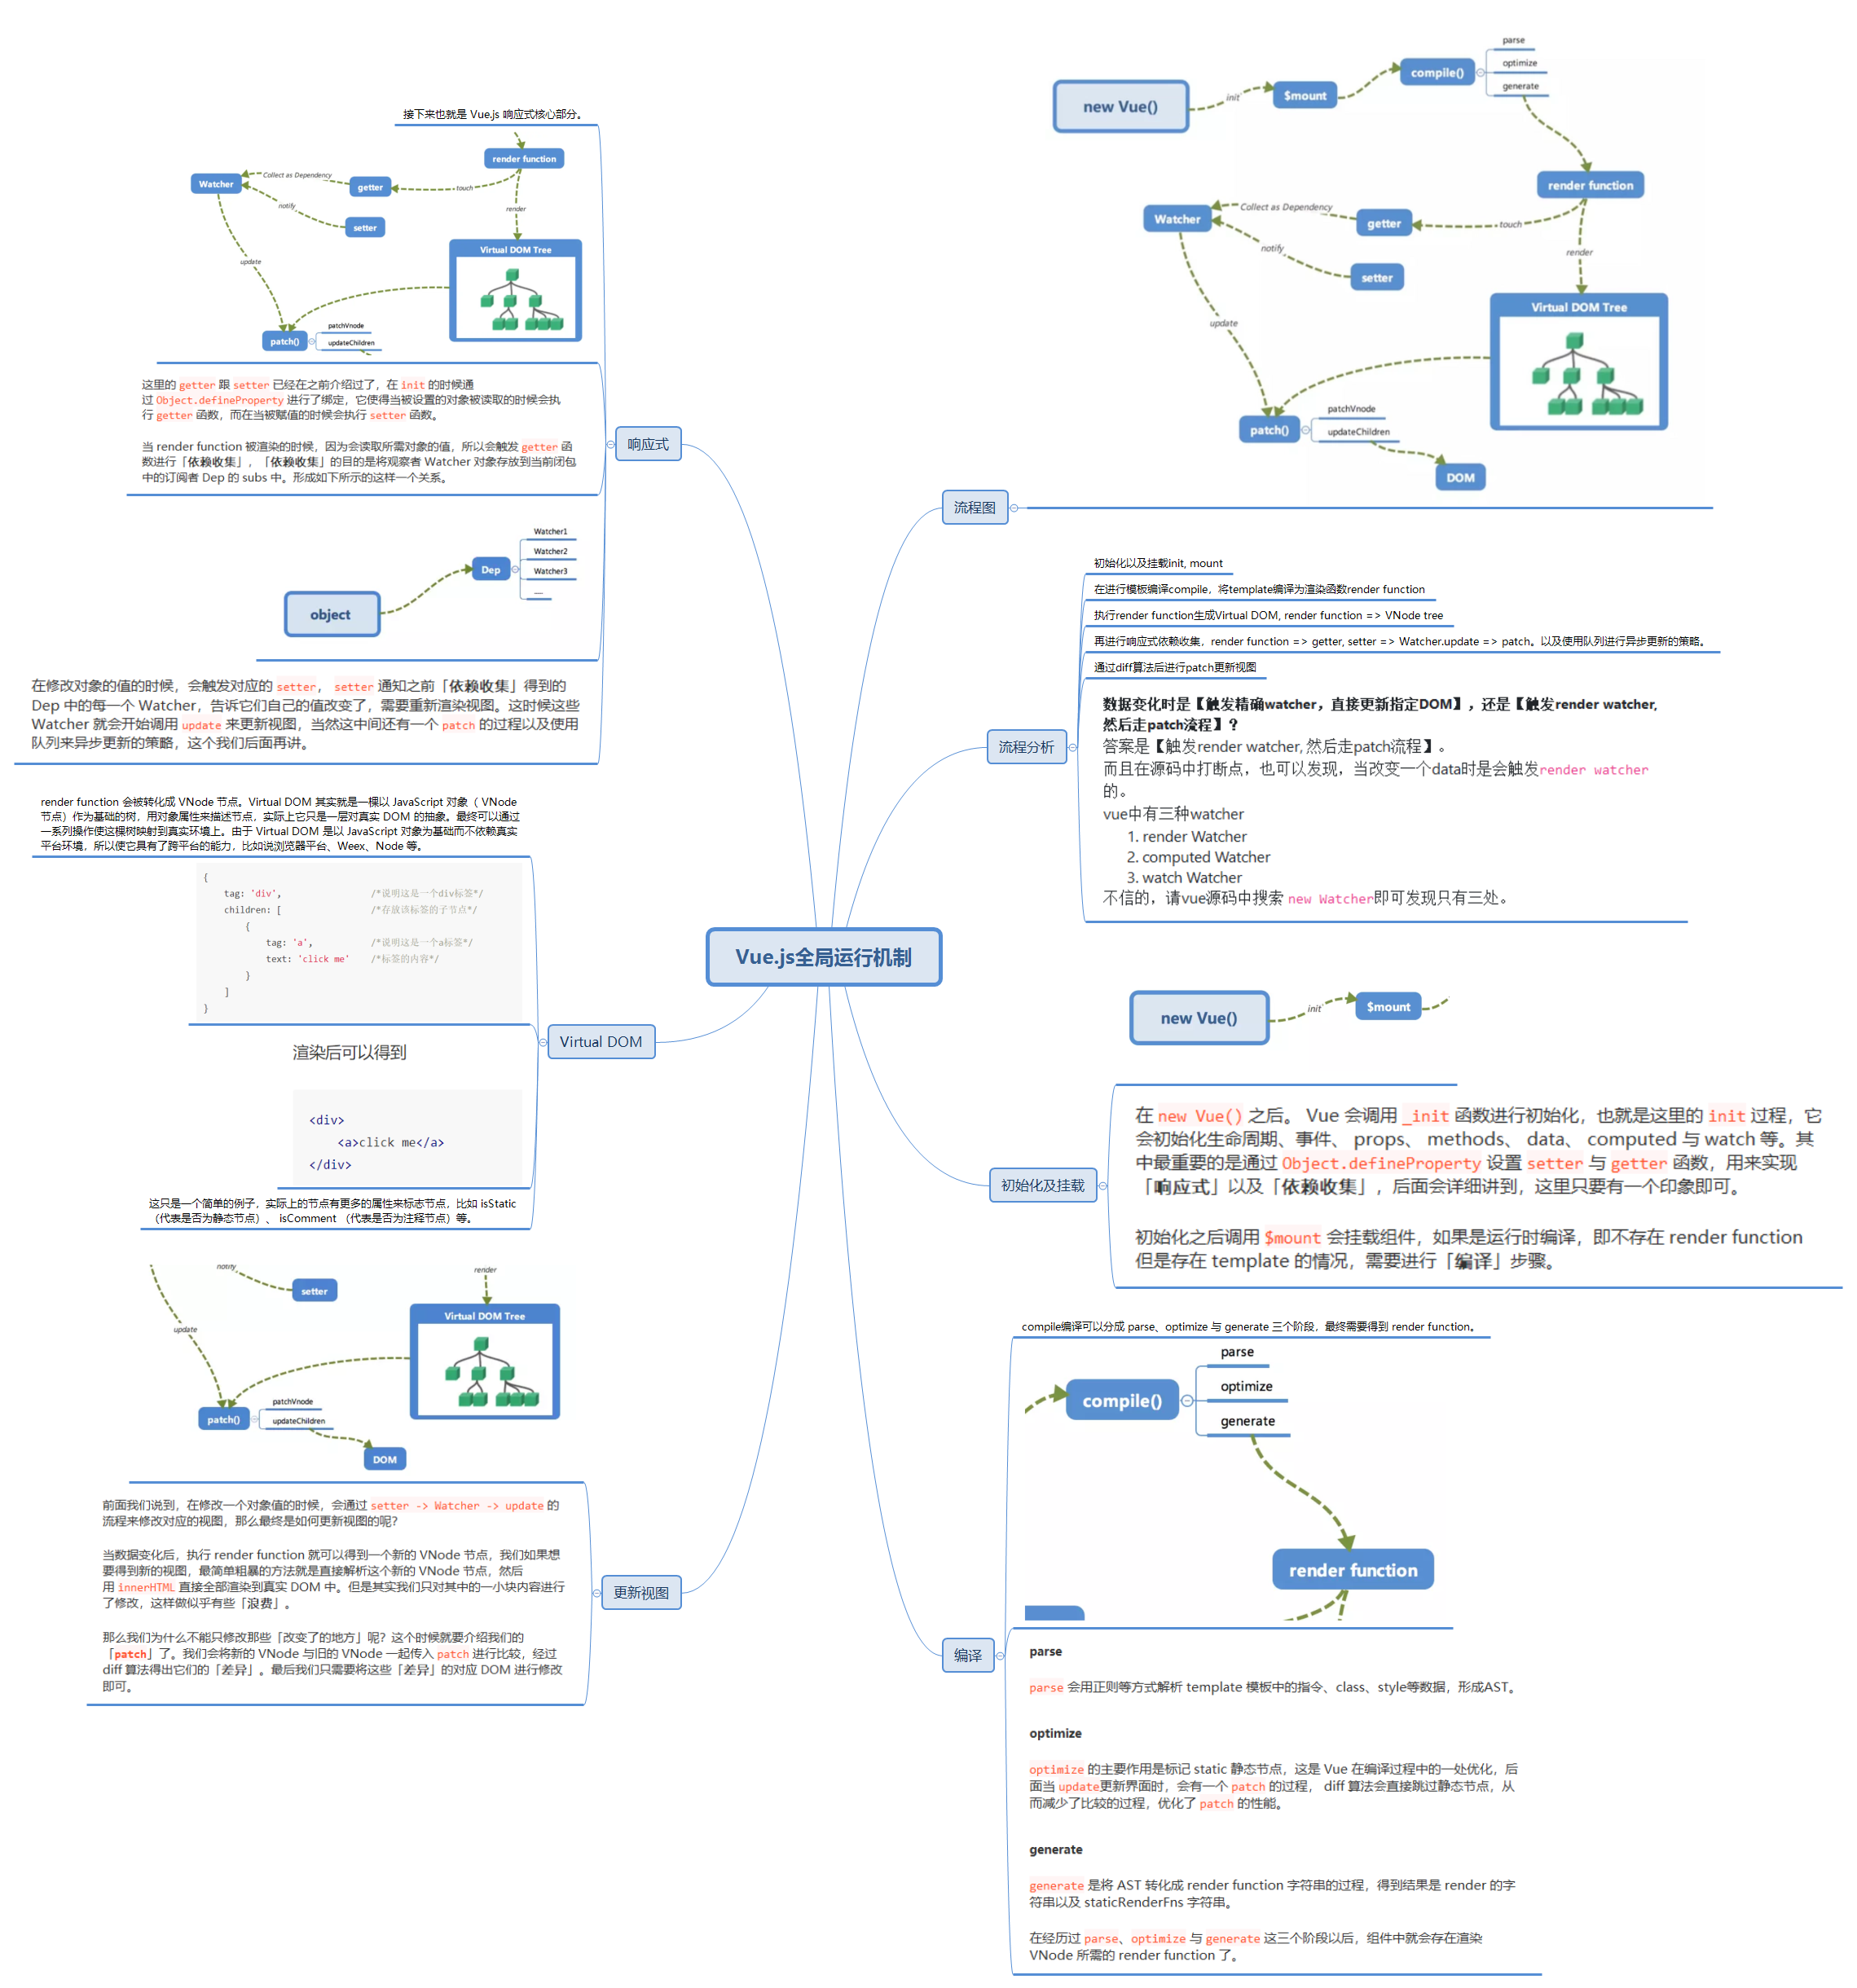 Vue.js全局运行机制
流程图
new Vue()
init
$mount
compile()
parse
optimize
generate
render function
Watcher
Collect as Dependency
getter
touch
notify
setter
render
Virtual DOM Tree
update
patch()
patchVnode
updateChildren
DOM
流程分析
初始化以及挂载init, mount
在进行模板编译compile，将template编译为渲染函数render function
执行render function生成Virtual DOM, render function => VNode tree
再进行响应式依赖收集，render function => getter, setter => Watcher.update => patch。以及使用队列进行异步更新的策略。
通过diff算法后进行patch更新视图
数据变化时是【触发精确watcher，直接更新指定DOM】，还是【触发render watcher,
然后走patch流程】？
答案是【触发render watcher, 然后走patch流程】。
而且在源码中打断点，也可以发现，当改变一个data时是会触发render watcher
的。
vue中有三种watcher
1. render Watcher
2. computed Watcher
3. watch Watcher
不信的，请vue源码中搜索 new Watcher即可发现只有三处。
初始化及挂载
new Vue()
init
$mount
在 new Vue() 之后。 Vue 会调用 _init 函数进行初始化，也就是这里的 init 过程，它
会初始化生命周期、事件、 props、 methods、 data、 computed 与 watch 等。其
中最重要的是通过 Object.defineProperty 设置 setter 与 getter 函数，用来实现
「响应式」以及「依赖收集」，后面会详细讲到，这里只要有一个印象即可。
初始化之后调用 $mount 会挂载组件，如果是运行时编译，即不存在 render function
但是存在 template 的情况，需要进行「编译」步骤。
编译
compile编译可以分成 parse、optimize 与 generate 三个阶段，最终需要得到 render function。
compile()
parse
optimize
generate
render function
parse
parse 会用正则等方式解析 template 模板中的指令、class、style等数据，形成AST。
optimize
optimize 的主要作用是标记 static 静态节点，这是 Vue 在编译过程中的一处优化，后
面当 update更新界面时，会有一个 patch 的过程， diff 算法会直接跳过静态节点，从
而减少了比较的过程，优化了 patch 的性能。
generate
generate 是将 AST 转化成 render function 字符串的过程，得到结果是 render 的字
符串以及 staticRenderFns 字符串。
在经历过 parse、optimize 与 generate 这三个阶段以后，组件中就会存在渲染
VNode 所需的 render function 了。
响应式
接下来也就是 Vue.js 响应式核心部分。
render function
Watcher
Collect as Dependency
getter
touch
notify
setter
render
Virtual DOM Tree
update
patch()
patchVnode
updateChildren
这里的 getter 跟 setter 已经在之前介绍过了，在 init 的时候通
过 Object.defineProperty 进行了绑定，它使得当被设置的对象被读取的时候会执
行 getter 函数，而在当被赋值的时候会执行 setter 函数。
当 render function 被渲染的时候，因为会读取所需对象的值，所以会触发 getter 函
数进行「依赖收集」，「依赖收集」的目的是将观察者 Watcher 对象存放到当前闭包
中的订阅者 Dep 的 subs 中。形成如下所示的这样一个关系。
object
Dep
Watcher1
Watcher2
Watcher3
...
在修改对象的值的时候，会触发对应的 setter， setter 通知之前「依赖收集」得到的
Dep 中的每一个 Watcher，告诉它们自己的值改变了，需要重新渲染视图。这时候这些
Watcher 就会开始调用 update 来更新视图，当然这中间还有一个 patch 的过程以及使用
队列来异步更新的策略，这个我们后面再讲。
Virtual DOM
render function 会被转化成 VNode 节点。Virtual DOM 其实就是一棵以 JavaScript 对象（ VNode
节点）作为基础的树，用对象属性来描述节点，实际上它只是一层对真实 DOM 的抽象。最终可以通过
一系列操作使这棵树映射到真实环境上。由于 Virtual DOM 是以 JavaScript 对象为基础而不依赖真实
平台环境，所以使它具有了跨平台的能力，比如说浏览器平台、Weex、Node 等。
{
tag: 'div', /*说明这是一个div标签*/
children: [ /*存放该标签的子节点*/
{
tag: 'a', /*说明这是一个a标签*/
text: 'click me' /*标签的内容*/
}
]
}
渲染后可以得到
<div>
<a>click me</a>
</div>
这只是一个简单的例子，实际上的节点有更多的属性来标志节点，比如 isStatic
（代表是否为静态节点）、 isComment （代表是否为注释节点）等。
更新视图
notify
setter
render
Virtual DOM Tree
update
patch()
patchVnode
updateChildren
DOM
前面我们说到，在修改一个对象值的时候，会通过 setter -> Watcher -> update 的
流程来修改对应的视图，那么最终是如何更新视图的呢？
当数据变化后，执行 render function 就可以得到一个新的 VNode 节点，我们如果想
要得到新的视图，最简单粗暴的方法就是直接解析这个新的 VNode 节点，然后
用 innerHTML 直接全部渲染到真实 DOM 中。但是其实我们只对其中的一小块内容进行
了修改，这样做似乎有些「浪费」。
那么我们为什么不能只修改那些「改变了的地方」呢？这个时候就要介绍我们的
「patch」了。我们会将新的 VNode 与旧的 VNode 一起传入 patch 进行比较，经过
diff 算法得出它们的「差异」。最后我们只需要将这些「差异」的对应 DOM 进行修改
即可。